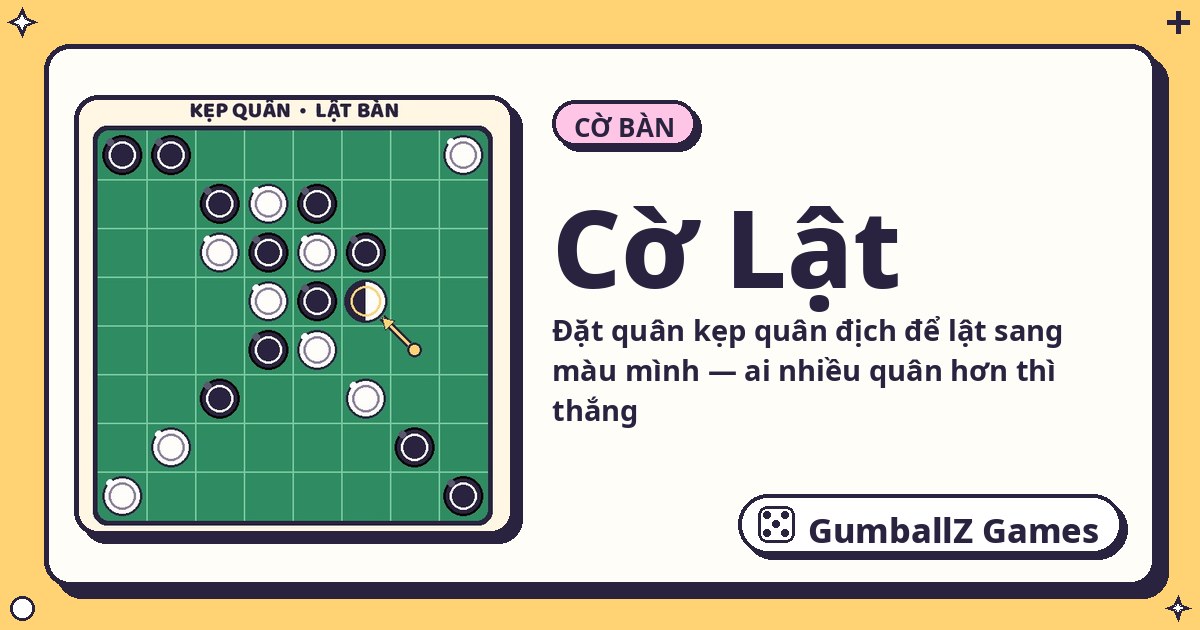 KẸP QUÂN · LẬT BÀN
CỜ BÀN
Cờ Lật
Đặt quân kẹp quân địch để lật sang
màu mình — ai nhiều quân hơn thì
thắng
GumballZ Games